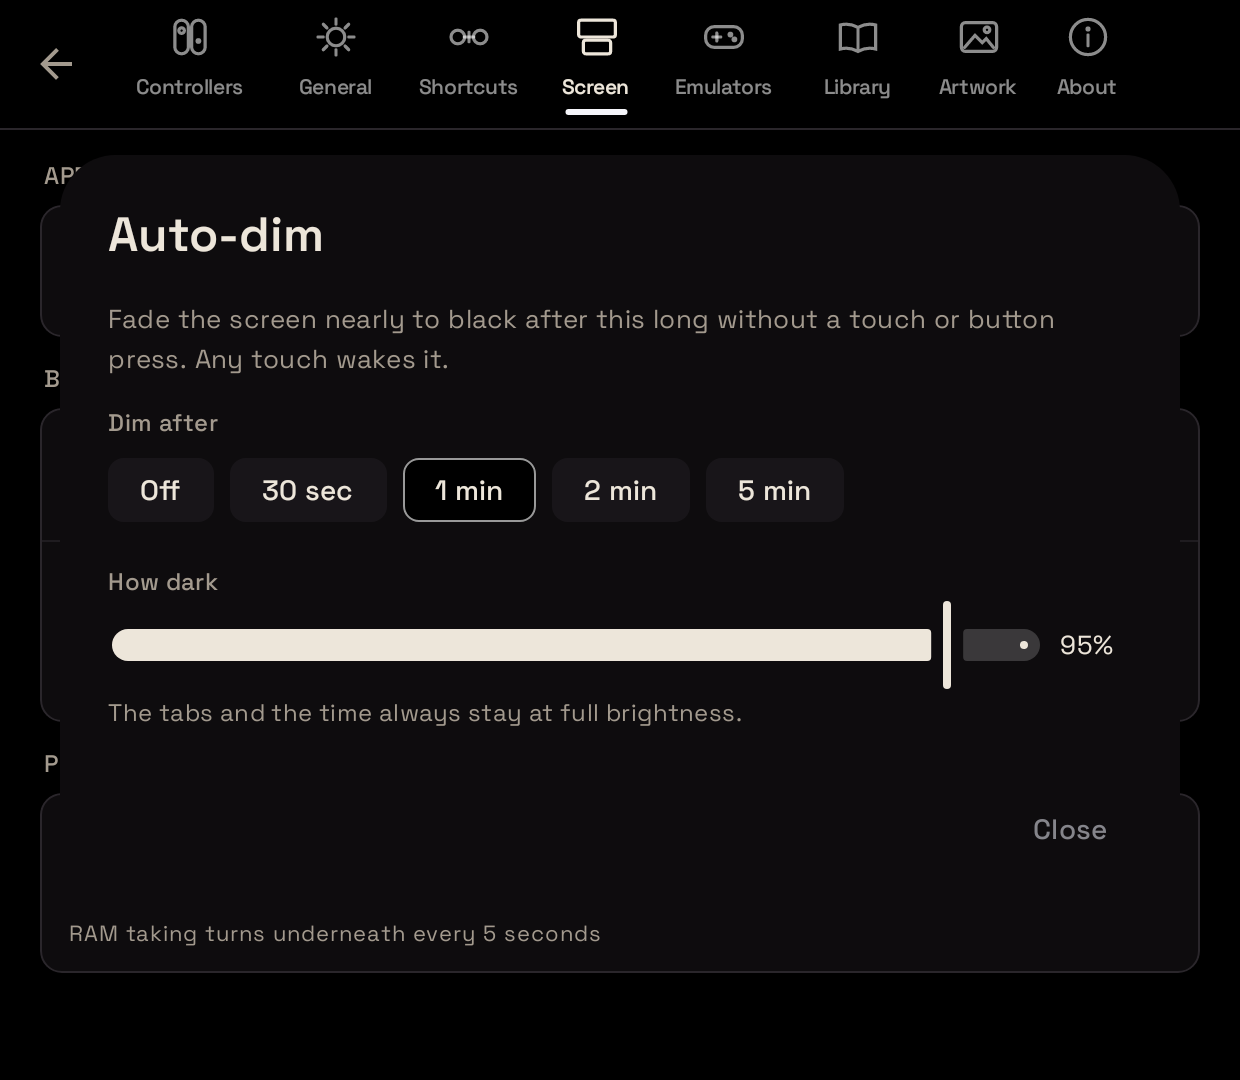 Controllers
General
Shortcuts
Screen
Emulators
Library
Artwork
About
Auto-dim
Fade the screen nearly to black after this long without a touch or button
press. Any touch wakes it.
Dim after
Off
30 sec
1 min
2 min
5 min
How dark
95%
The tabs and the time always stay at full brightness.
Close
RAM taking turns underneath every 5 seconds